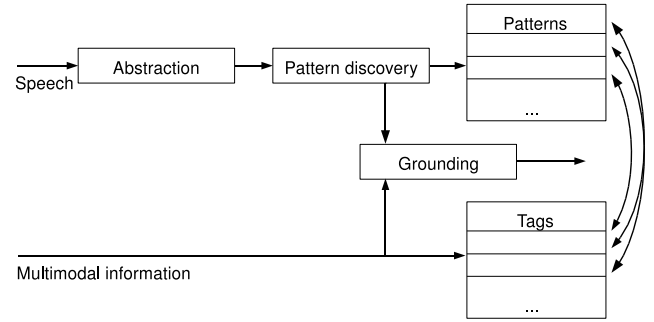 Patterns
Speech
Abstraction
Pattern discovery
...
Grounding
Tags
Multimodal information
...